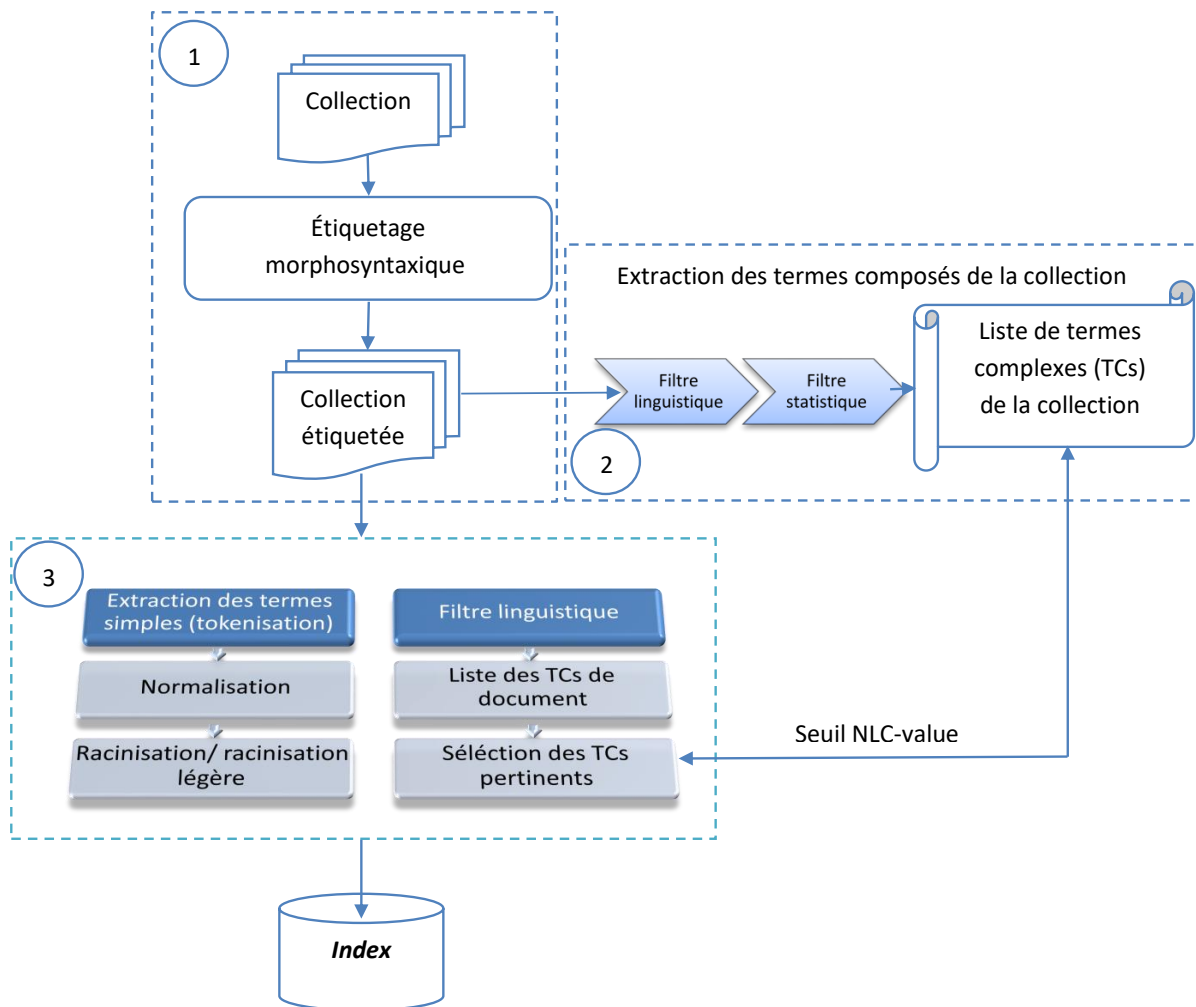 1
Collection
Étiquetage
morphosyntaxique
Collection
étiquetée
Extraction des termes composés de la collection
Filtre
linguistique
Filtre
statistique
Liste de termes
complexes (TCs)
de la collection
2
3
Extraction des termes
simples (tokenisation)
Normalisation
Racinisation/ racinisation
légère
Filtre linguistique
Liste des TCs de
document
Séléction des TCs
pertinents
Seuil NLC-value
Index